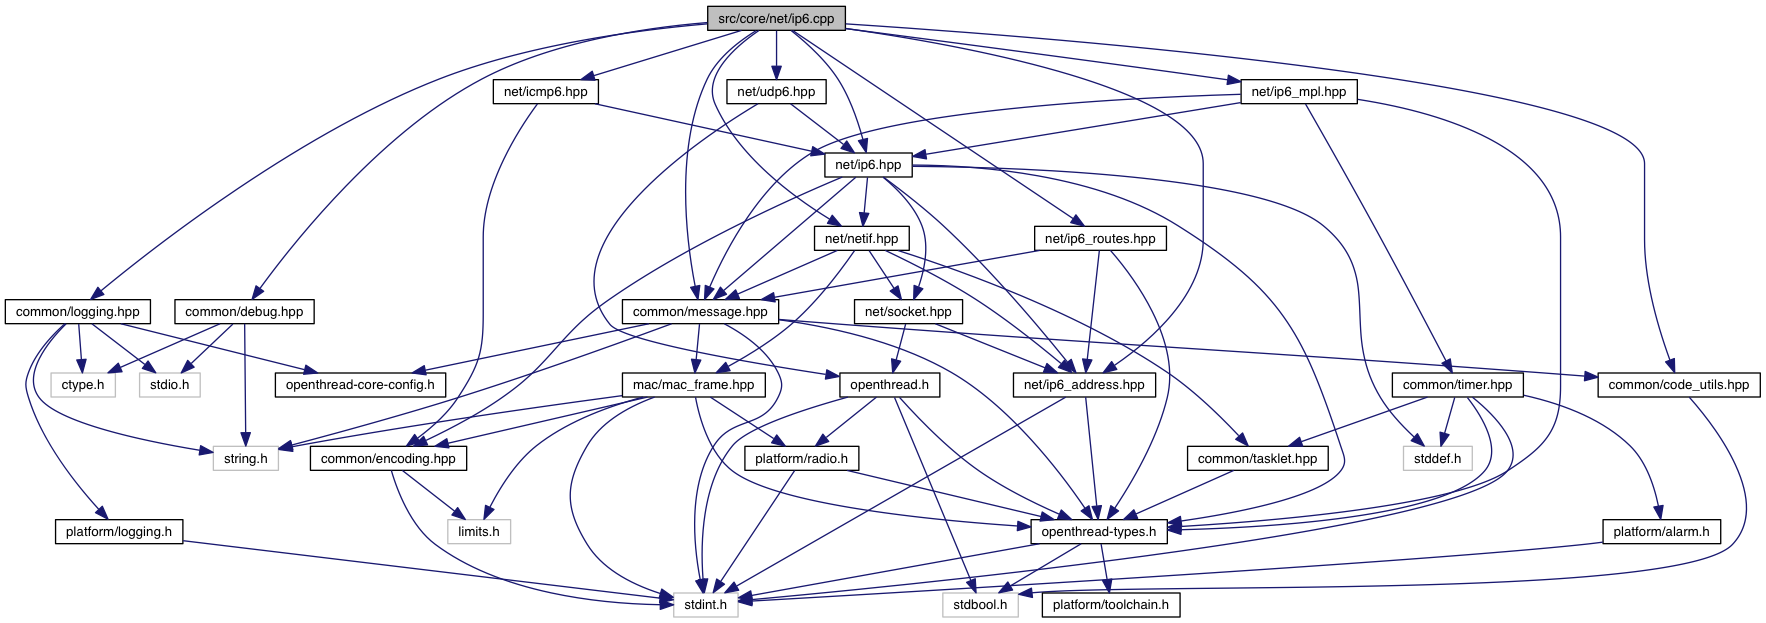 src/core/net/ip6.cpp
net/icmp6.hpp
net/udp6.hpp
net/ip6_mpl.hpp
net/ip6.hpp
net/netif.hpp
net/ip6_routes.hpp
common/logging.hpp
common/debug.hpp
common/message.hpp
net/socket.hpp
ctype.h
stdio.h
openthread-core-config.h
mac/mac_frame.hpp
openthread.h
net/ip6_address.hpp
common/timer.hpp
common/code_utils.hpp
string.h
common/encoding.hpp
platform/radio.h
common/tasklet.hpp
stddef.h
platform/logging.h
limits.h
openthread-types.h
platform/alarm.h
stdint.h
stdbool.h
platform/toolchain.h